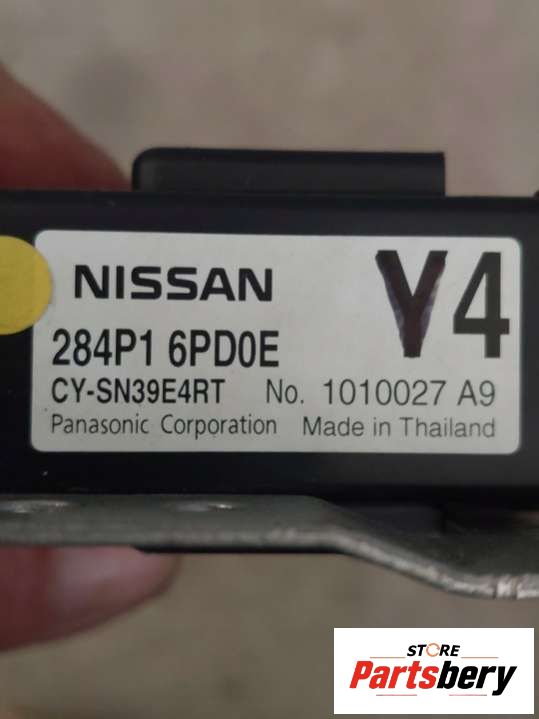 NISSAN Y4
284P1 6PD0E
CY-SN39E4RT No. 1010027 A9
Panasonic Corporation Made in Thailand
STORE
Partsbery